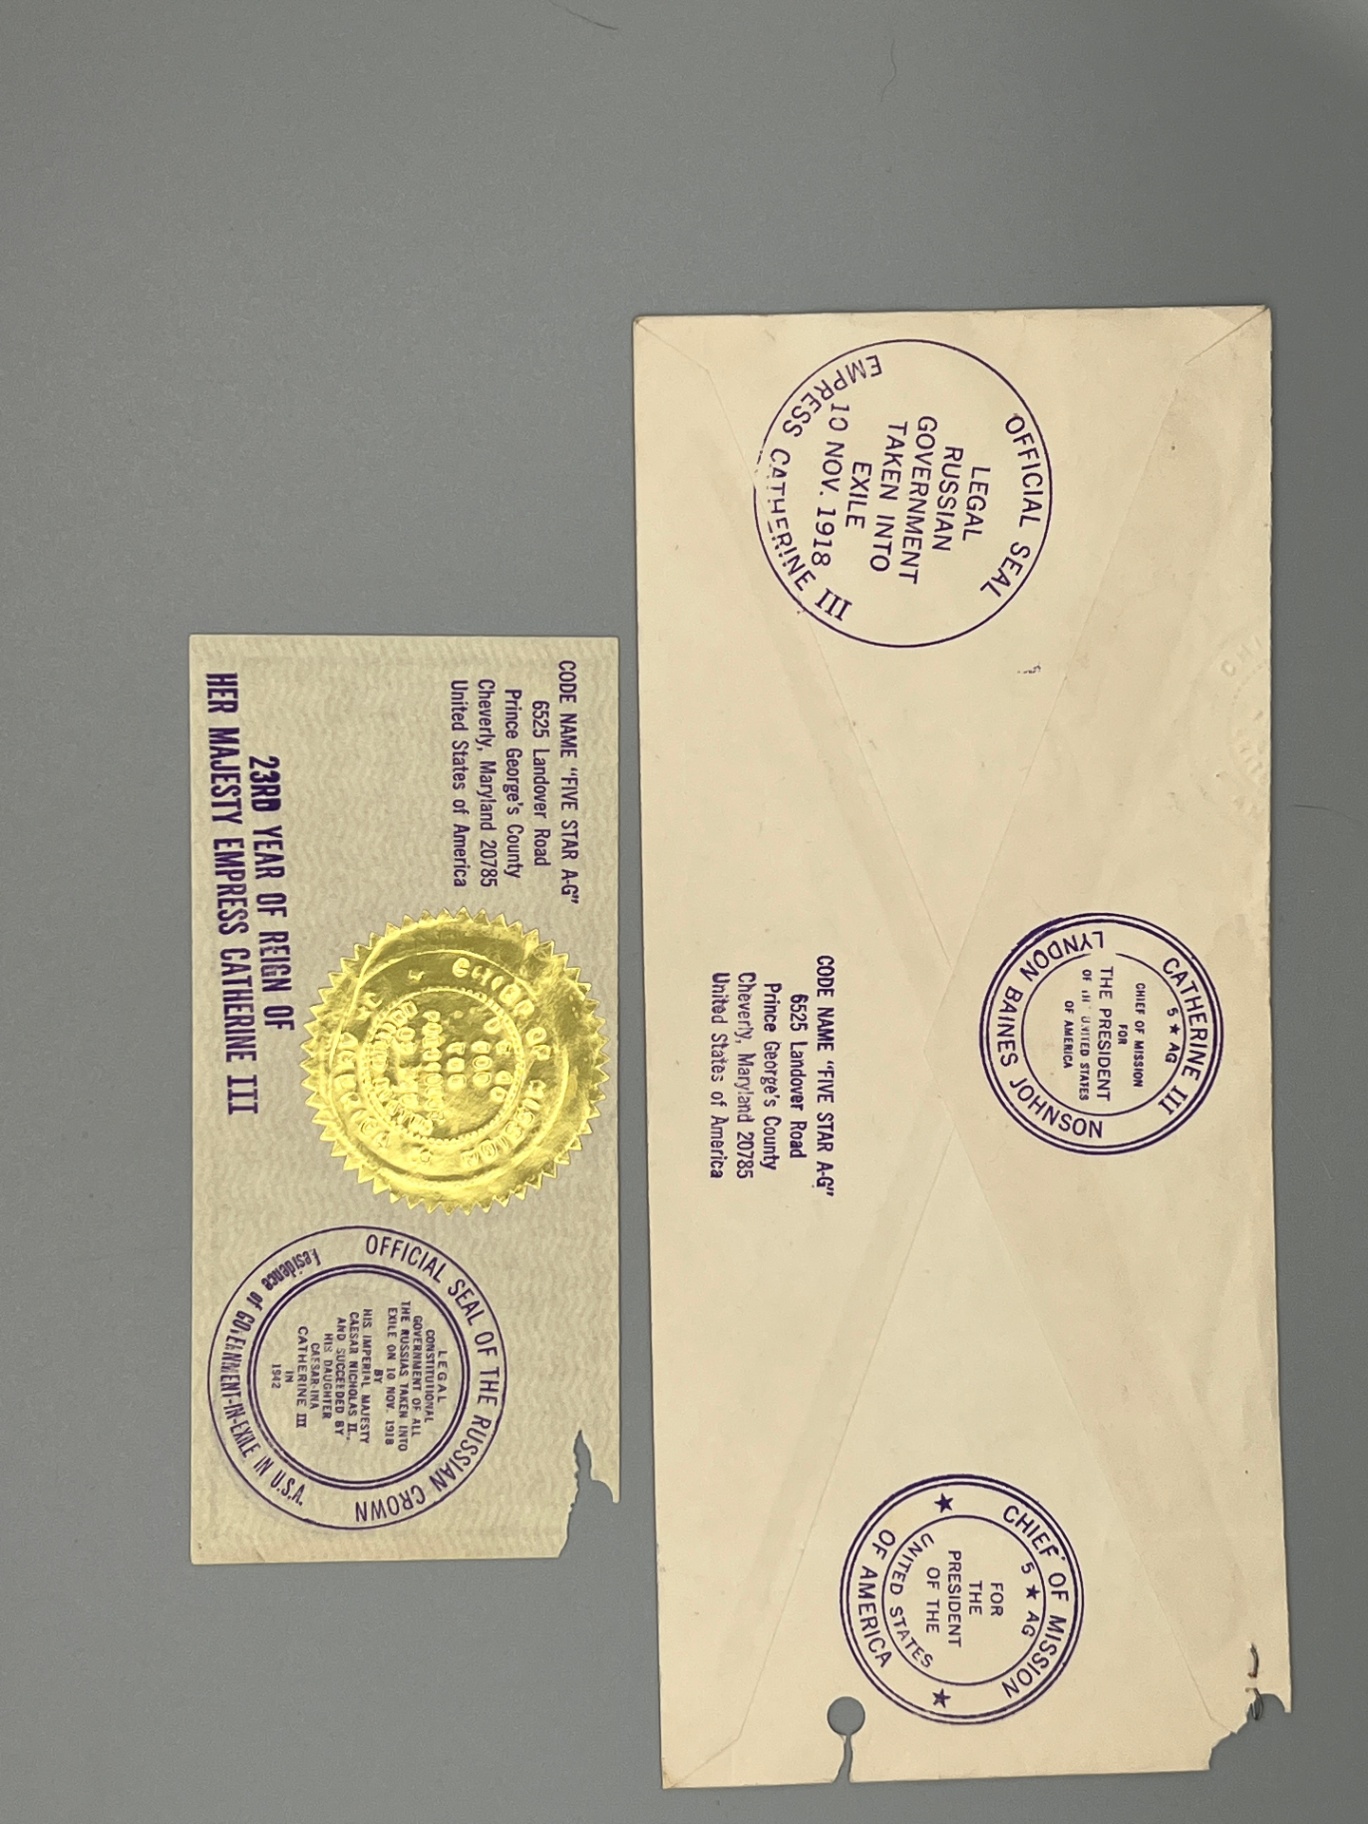 OFFICIAL SEAL
LEGAL
RUSSIAN
GOVERNMENT
TAKEN INTO
EXILE
10 NOV. 1918
EMPRESS CATHERINE III
CATHERINE III
5 ★ AG
CHIEF OF MISSION
FOR
THE PRESIDENT
OF THE UNITED STATES
OF AMERICA
LYNDON BAINES JOHNSON
CHIEF OF MISSION
5 ★ AG
FOR
THE
PRESIDENT
OF THE
UNITED STATES
OF AMERICA
CODE NAME "FIVE STAR A-G"
6525 Landover Road
Prince George's County
Cheverly, Maryland 20785
United States of America
CODE NAME "FIVE STAR A-G"
6525 Landover Road
Prince George's County
Cheverly, Maryland 20785
United States of America
CHIEF OF MISSION
OFFICIAL SEAL OF THE RUSSIAN CROWN
LEGAL
CONSTITUTIONAL
GOVERNMENT OF ALL
THE RUSSIAS TAKEN INTO
EXILE ON 10 NOV. 1918
BY
HIS IMPERIAL MAJESTY
CAESAR NICHOLAS II.,
AND SUCCEEDED BY
HIS DAUGHTER
CAESAR-INA
CATHERINE III
IN
1942
Residence of GOVERNMENT-IN-EXILE IN U.S.A.
23RD YEAR OF REIGN OF
HER MAJESTY EMPRESS CATHERINE III